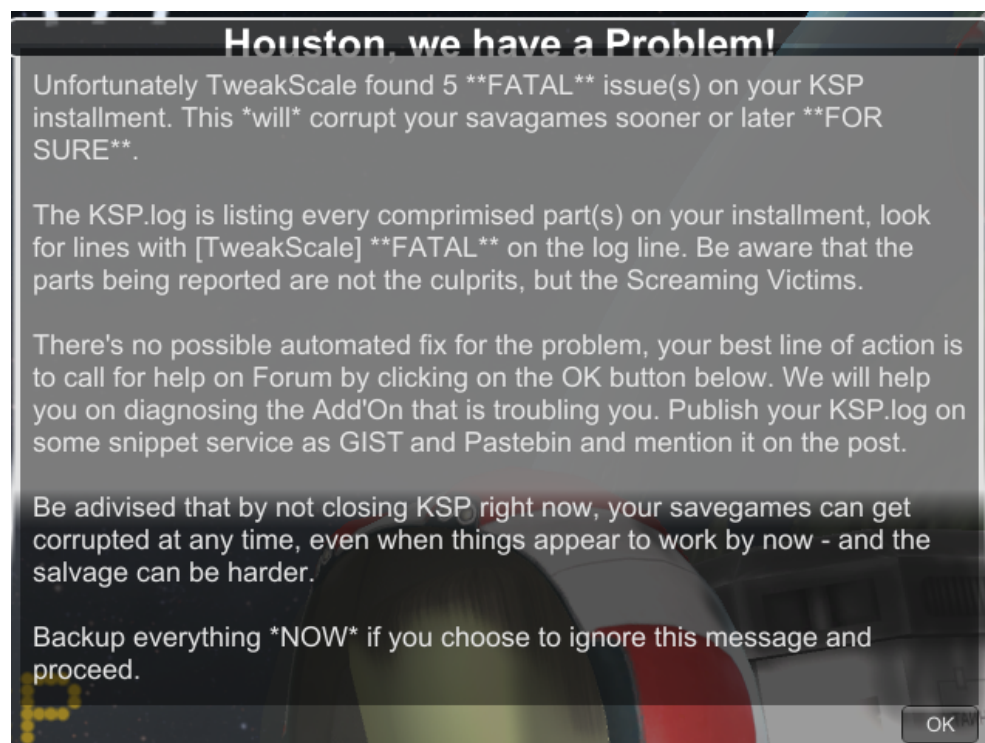 Houston, we have a Problem!
Unfortunately TweakScale found 5 **FATAL** issue(s) on your KSP
installment. This *will* corrupt your savagames sooner or later **FOR
SURE**.
The KSP.log is listing every comprimised part(s) on your installment, look
for lines with [TweakScale] **FATAL** on the log line. Be aware that the
parts being reported are not the culprits, but the Screaming Victims.
There's no possible automated fix for the problem, your best line of action is
to call for help on Forum by clicking on the OK button below. We will help
you on diagnosing the Add'On that is troubling you. Publish your KSP.log on
some snippet service as GIST and Pastebin and mention it on the post.
Be adivised that by not closing KSP right now, your savegames can get
corrupted at any time, even when things appear to work by now - and the
salvage can be harder.
Backup everything *NOW* if you choose to ignore this message and
proceed.
P
OK